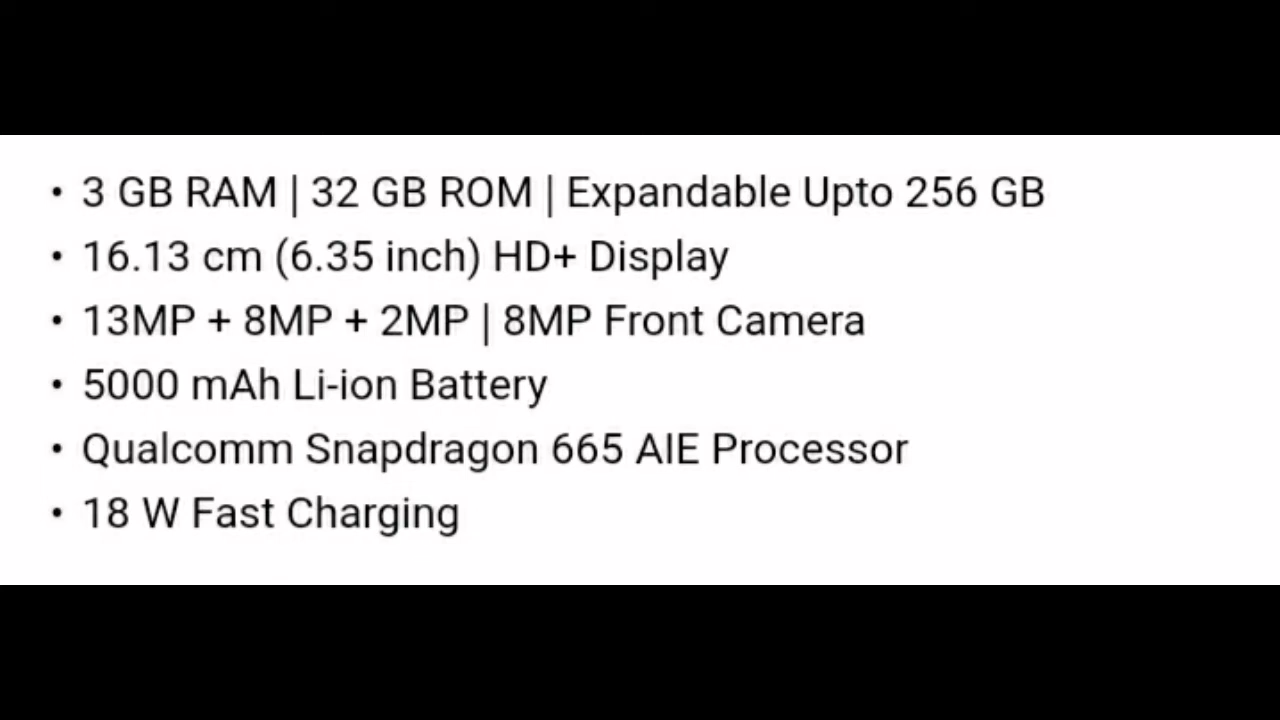 • 3 GB RAM | 32 GB ROM | Expandable Upto 256 GB
• 16.13 cm (6.35 inch) HD+ Display
• 13MP + 8MP + 2MP | 8MP Front Camera
• 5000 mAh Li-ion Battery
• Qualcomm Snapdragon 665 AIE Processor
• 18 W Fast Charging